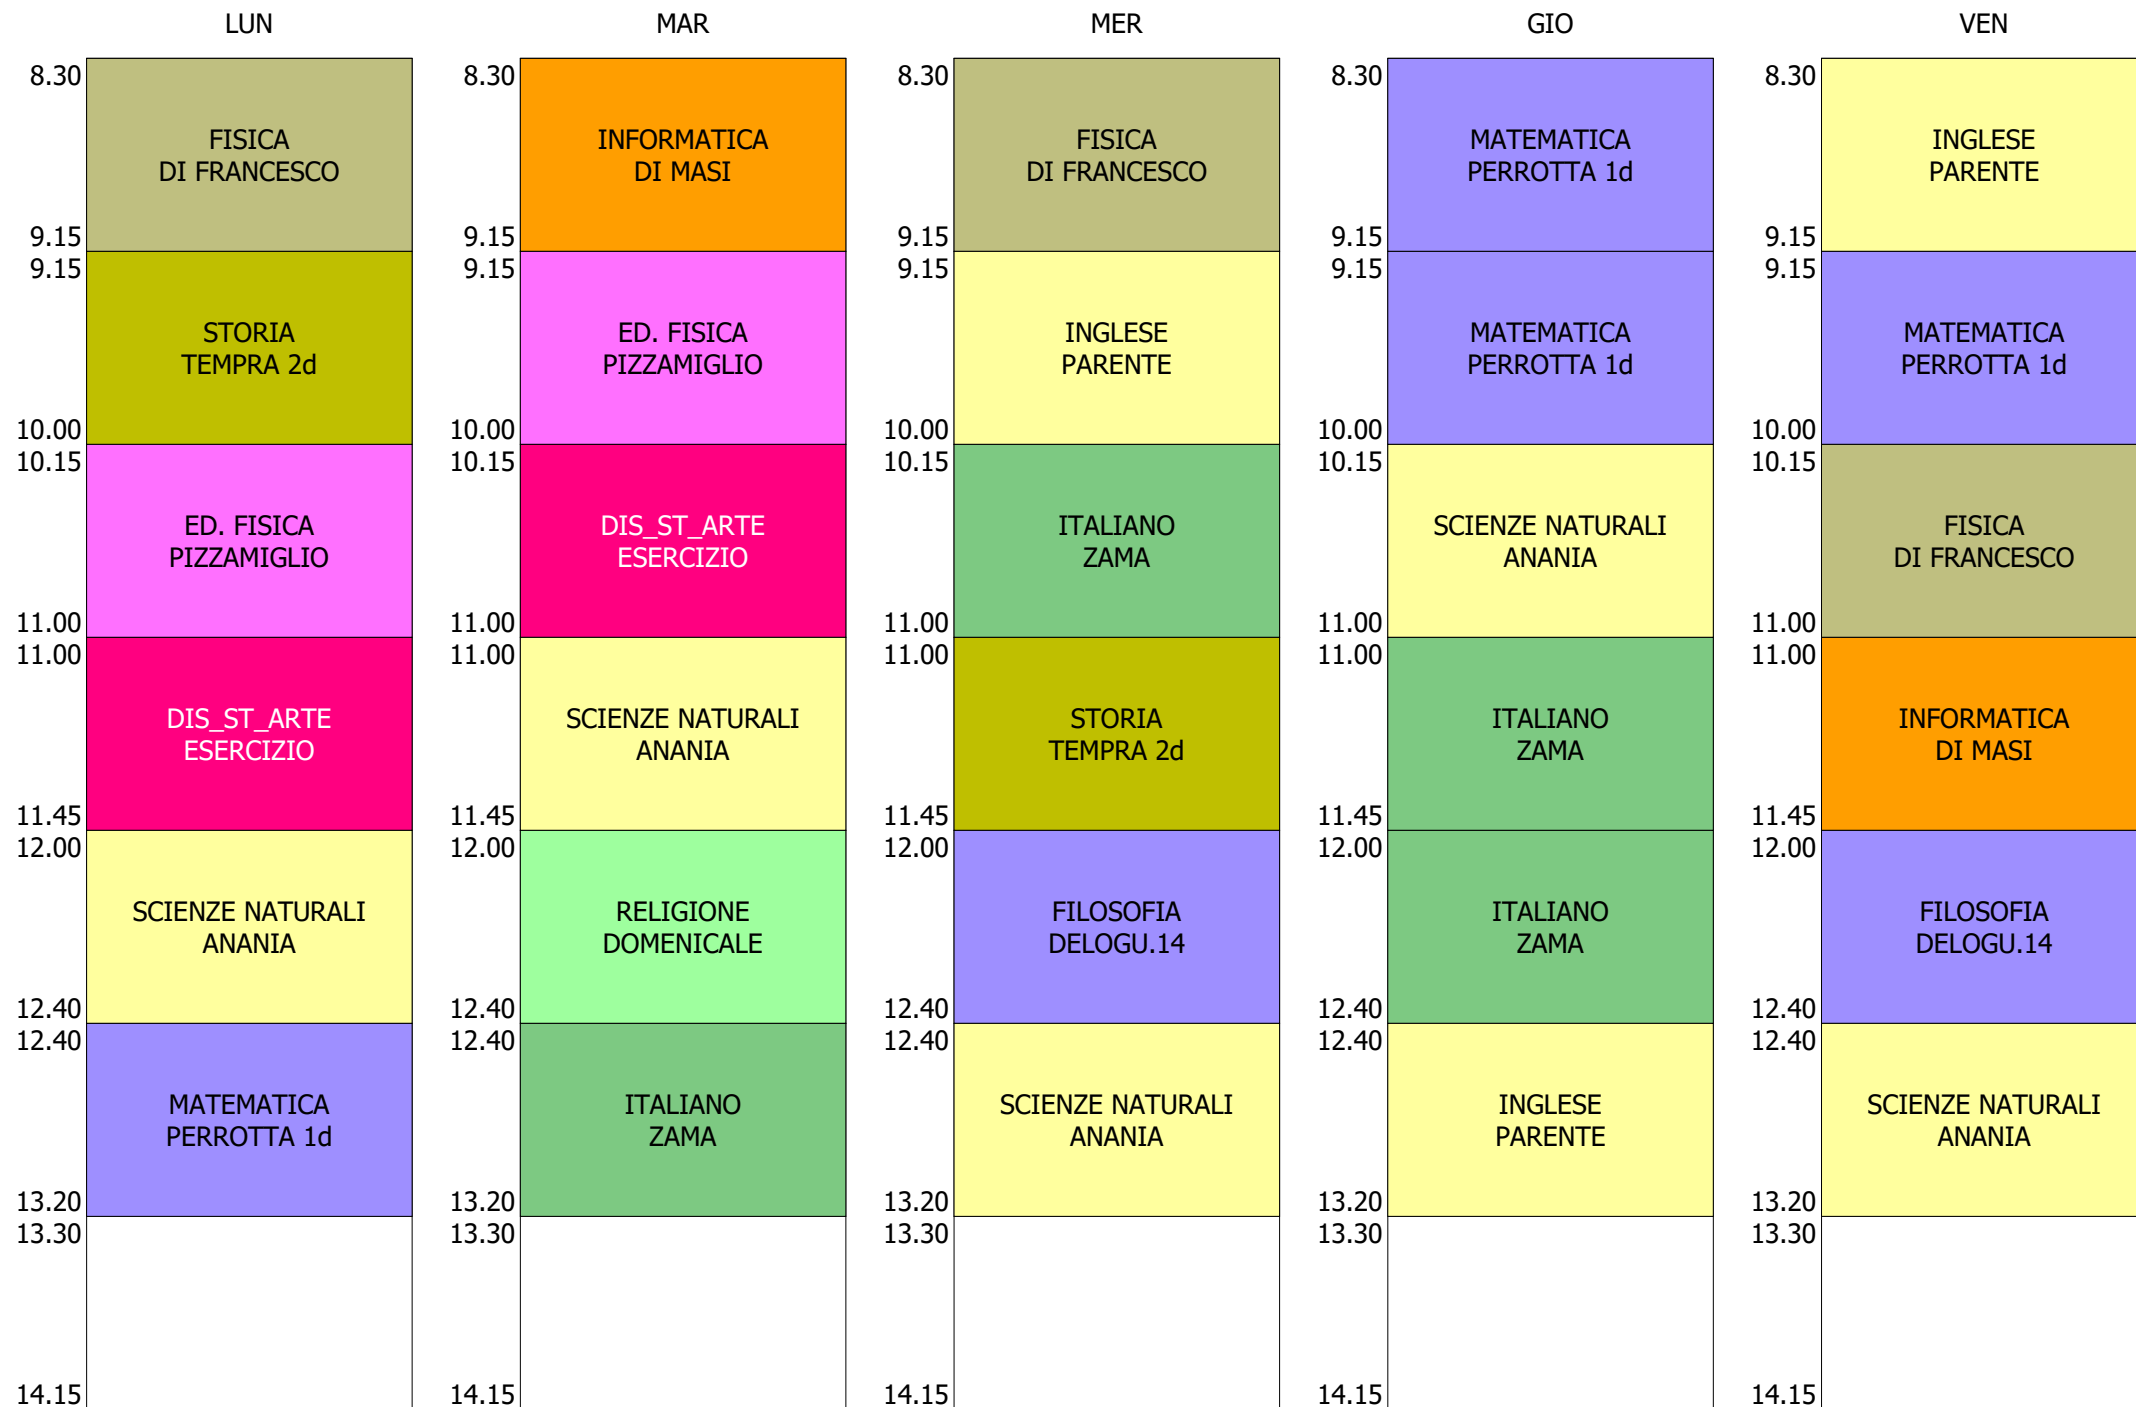 LUN
MAR
MER
GIO
VEN
8.30
FISICA
DI FRANCESCO
9.15
8.30
INFORMATICA
DI MASI
9.15
8.30
FISICA
DI FRANCESCO
9.15
8.30
MATEMATICA
PERROTTA 1d
9.15
8.30
INGLESE
PARENTE
9.15
9.15
STORIA
TEMPRA 2d
10.00
9.15
ED. FISICA
PIZZAMIGLIO
10.00
9.15
INGLESE
PARENTE
10.00
9.15
MATEMATICA
PERROTTA 1d
10.00
9.15
MATEMATICA
PERROTTA 1d
10.00
10.15
ED. FISICA
PIZZAMIGLIO
11.00
10.15
DIS_ST_ARTE
ESERCIZIO
11.00
10.15
ITALIANO
ZAMA
11.00
10.15
SCIENZE NATURALI
ANANIA
11.00
10.15
FISICA
DI FRANCESCO
11.00
11.00
DIS_ST_ARTE
ESERCIZIO
11.45
11.00
SCIENZE NATURALI
ANANIA
11.45
11.00
STORIA
TEMPRA 2d
11.45
11.00
ITALIANO
ZAMA
11.45
11.00
INFORMATICA
DI MASI
11.45
12.00
SCIENZE NATURALI
ANANIA
12.40
12.00
RELIGIONE
DOMENICALE
12.40
12.00
FILOSOFIA
DELOGU.14
12.40
12.00
ITALIANO
ZAMA
12.40
12.00
FILOSOFIA
DELOGU.14
12.40
12.40
MATEMATICA
PERROTTA 1d
13.20
12.40
ITALIANO
ZAMA
13.20
12.40
SCIENZE NATURALI
ANANIA
13.20
12.40
INGLESE
PARENTE
13.20
12.40
SCIENZE NATURALI
ANANIA
13.20
13.30
14.15
13.30
14.15
13.30
14.15
13.30
14.15
13.30
14.15